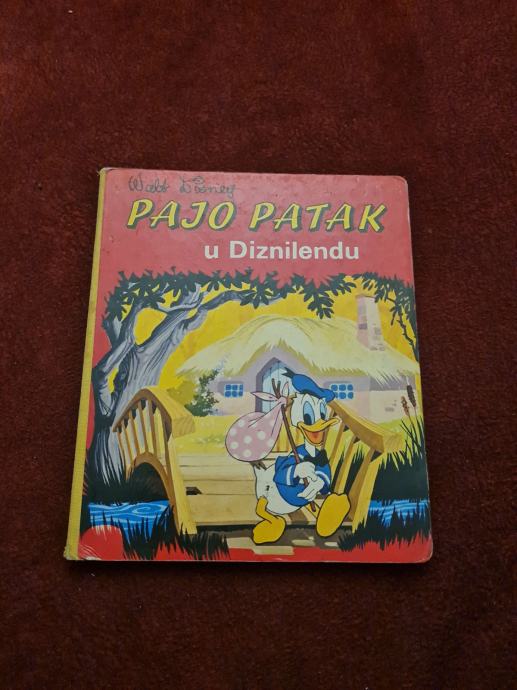 Walt Disney
PAJO PATAK
u Diznilendu